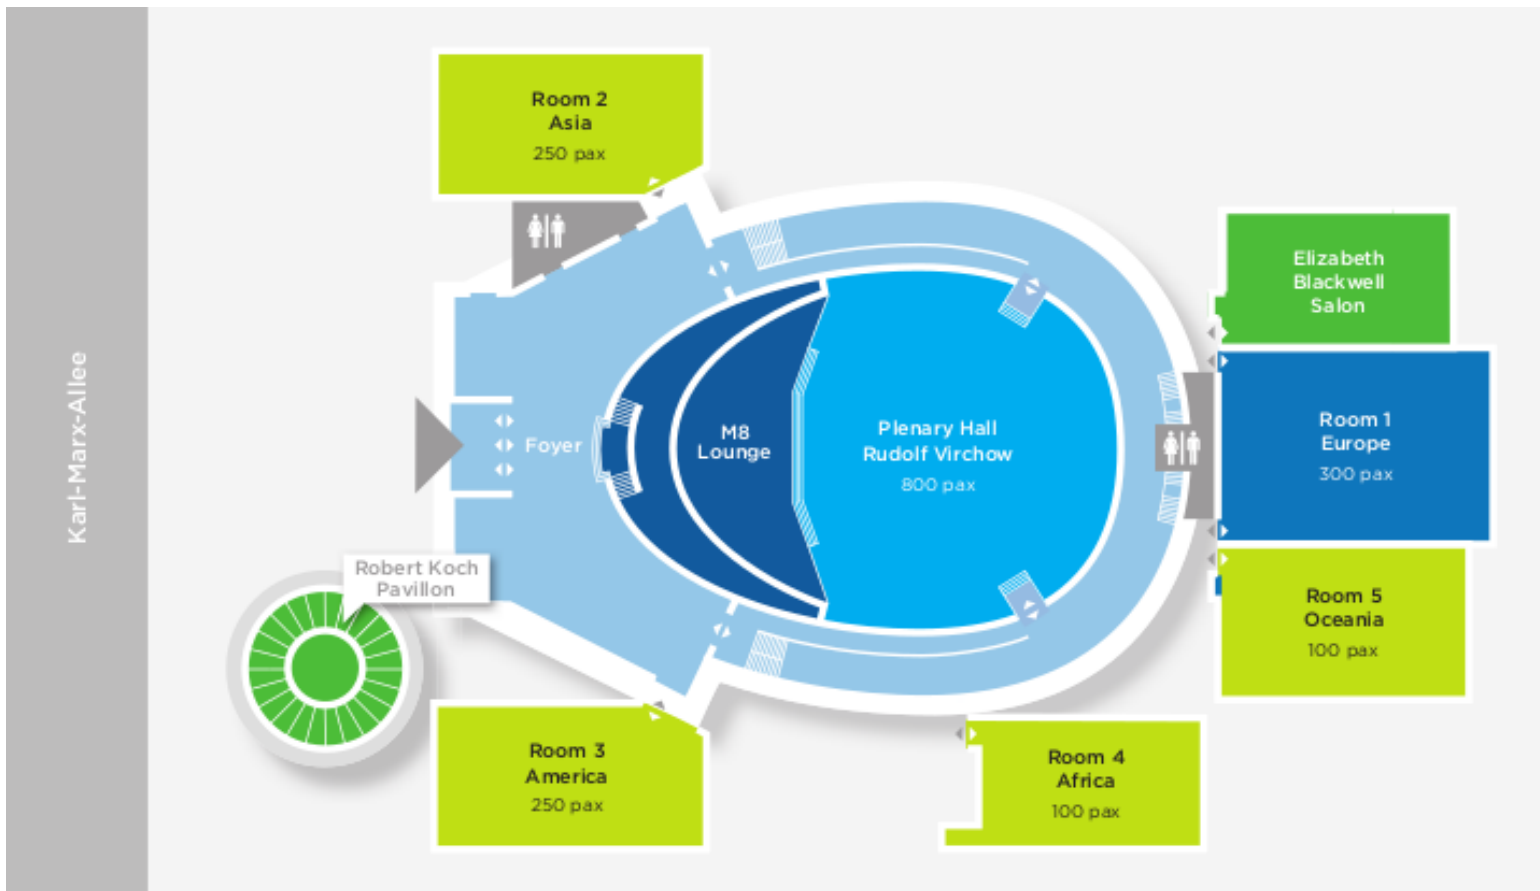 Karl-Marx-Allee
Room 2
Asia
250 pax
Elizabeth
Blackwell
Salon
Foyer
M8
Lounge
Plenary Hall
Rudolf Virchow
800 pax
Room 1
Europe
300 pax
Robert Koch
Pavillon
Room 5
Oceania
100 pax
Room 3
America
250 pax
Room 4
Africa
100 pax